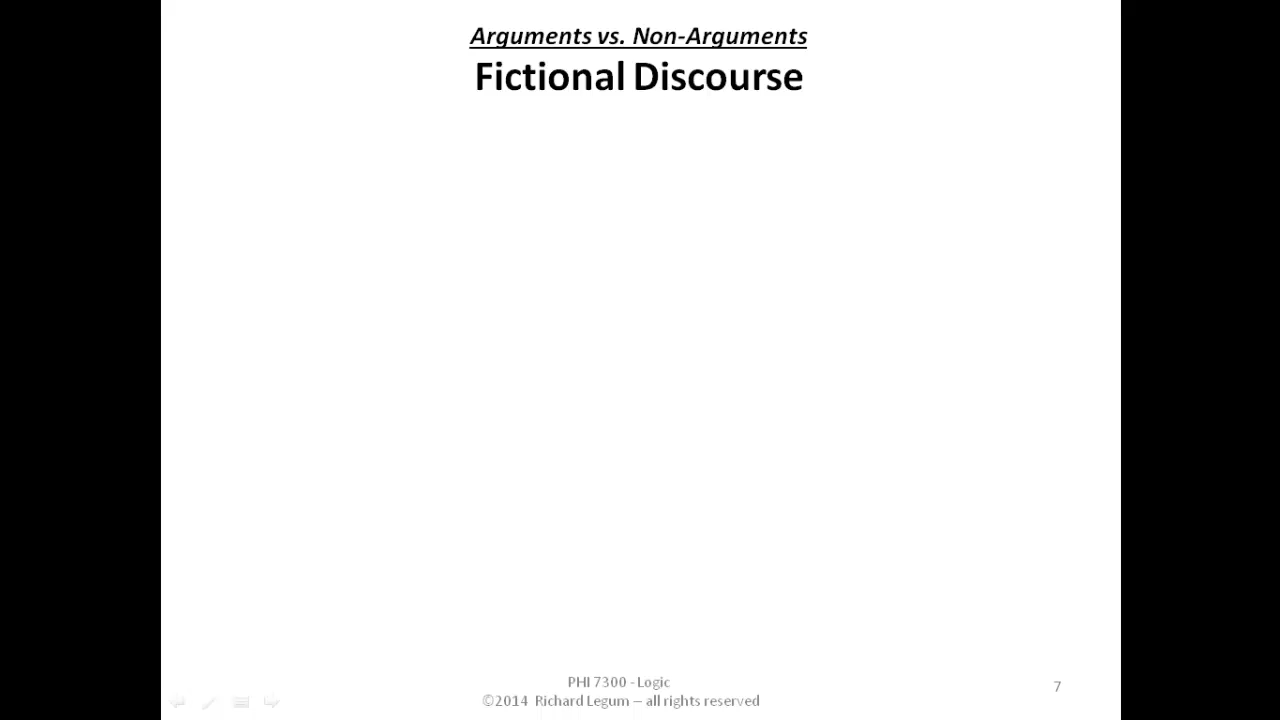 Arguments vs. Non-Arguments
Fictional Discourse
PHI 7300 - Logic
©2014 Richard Legum – all rights reserved
7